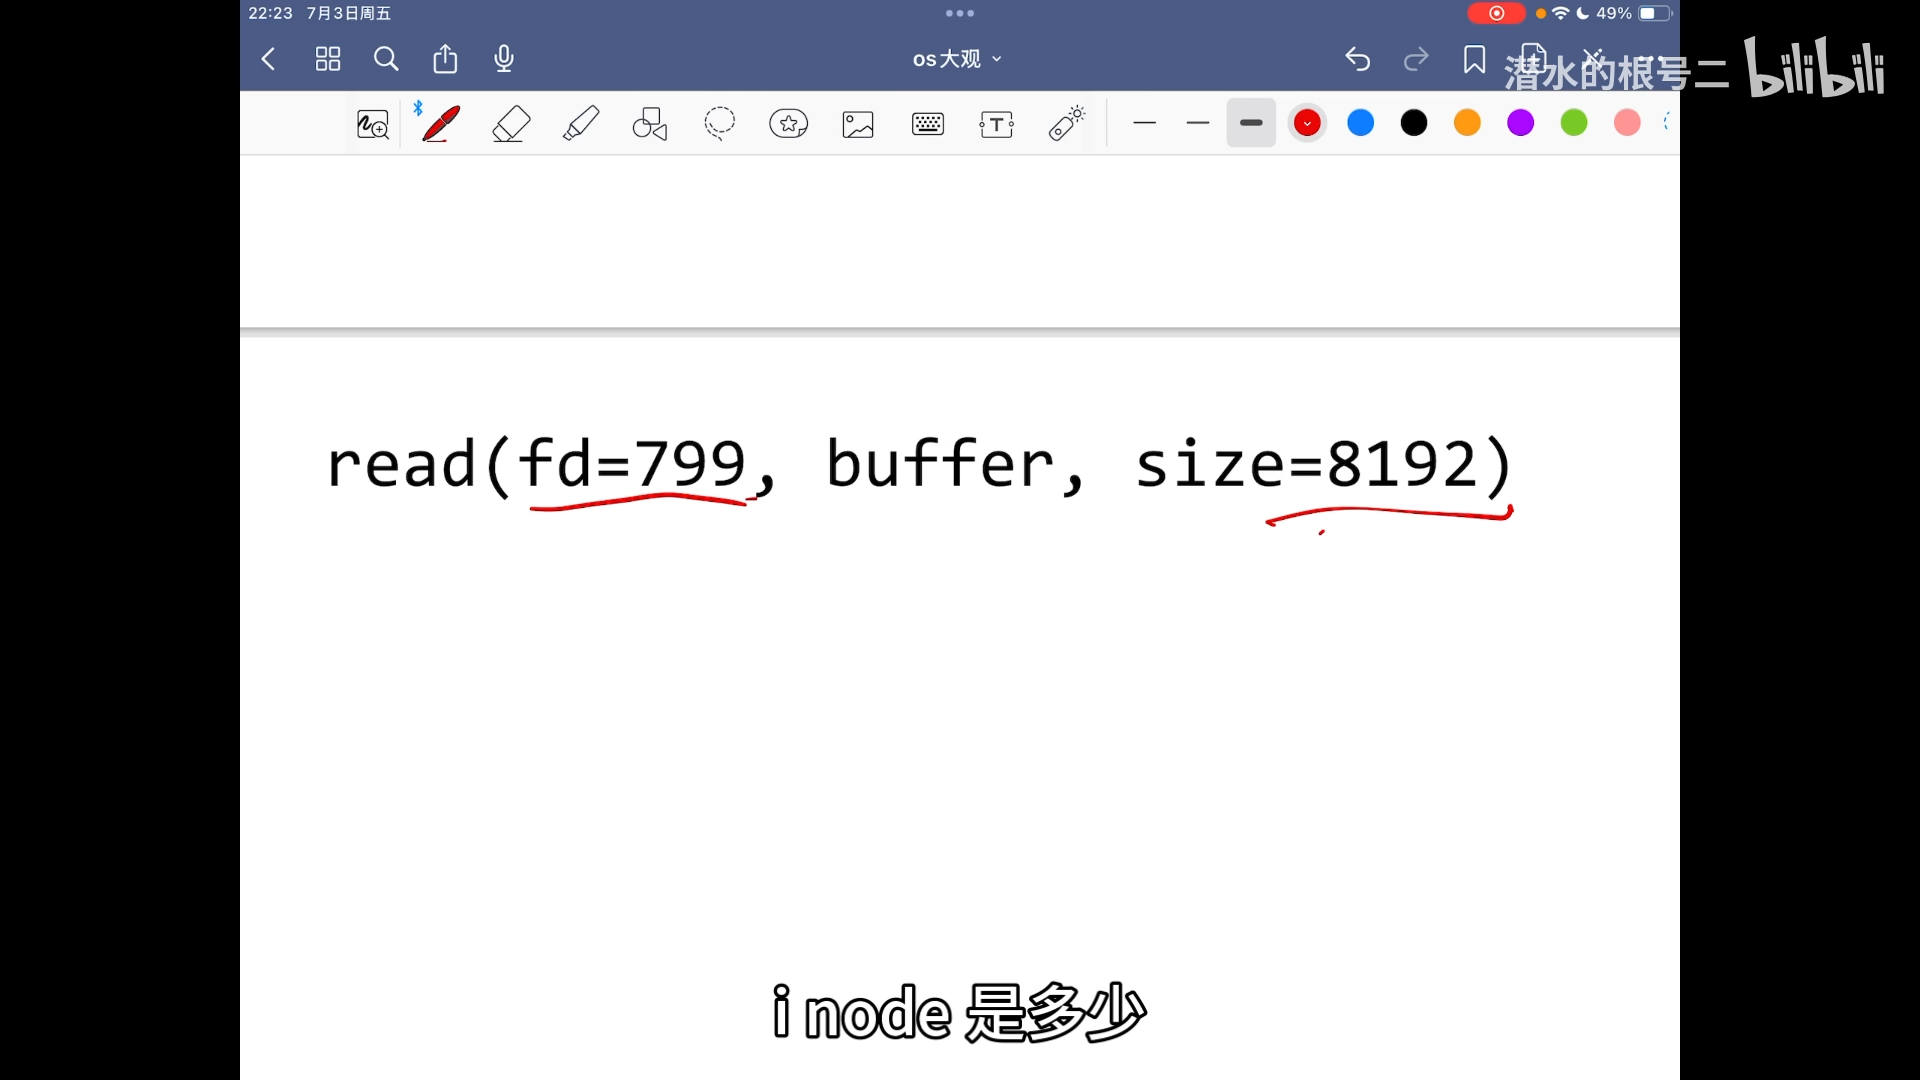 22:23 7月3日周五
49%
os大观
潜水的根号二 bilibili
read(fd=799, buffer, size=8192)
i node 是多少